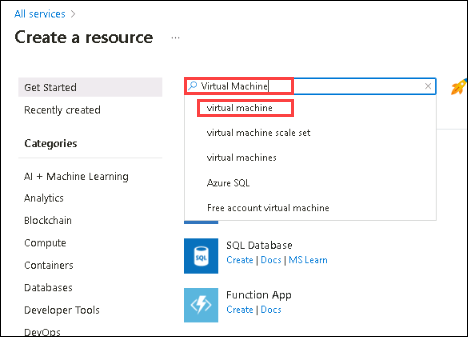 All services >
Create a resource ...
Get Started
Recently created
Categories
AI + Machine Learning
Analytics
Blockchain
Compute
Containers
Databases
Developer Tools
DevOps
Virtual Machine
virtual machine
virtual machine scale set
virtual machines
Azure SQL
Free account virtual machine
SQL
SQL Database
Create | Docs | MS Learn
Function App
Create | Docs